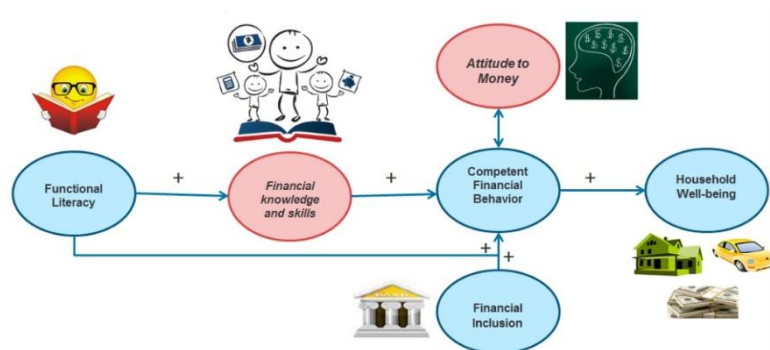 Attitude to
Money
Functional
Literacy
+
Financial
knowledge
and skills
+
Competent
Financial
Behavior
+
Household
Well-being
+
+
Financial
Inclusion